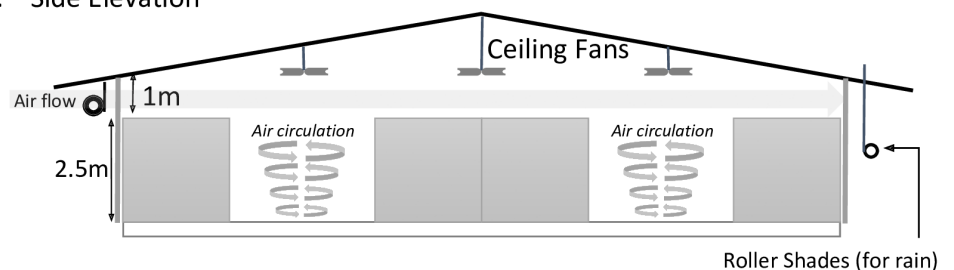 Side Elevation
Ceiling Fans
Air flow
1m
Air circulation
Air circulation
2.5m
Roller Shades (for rain)